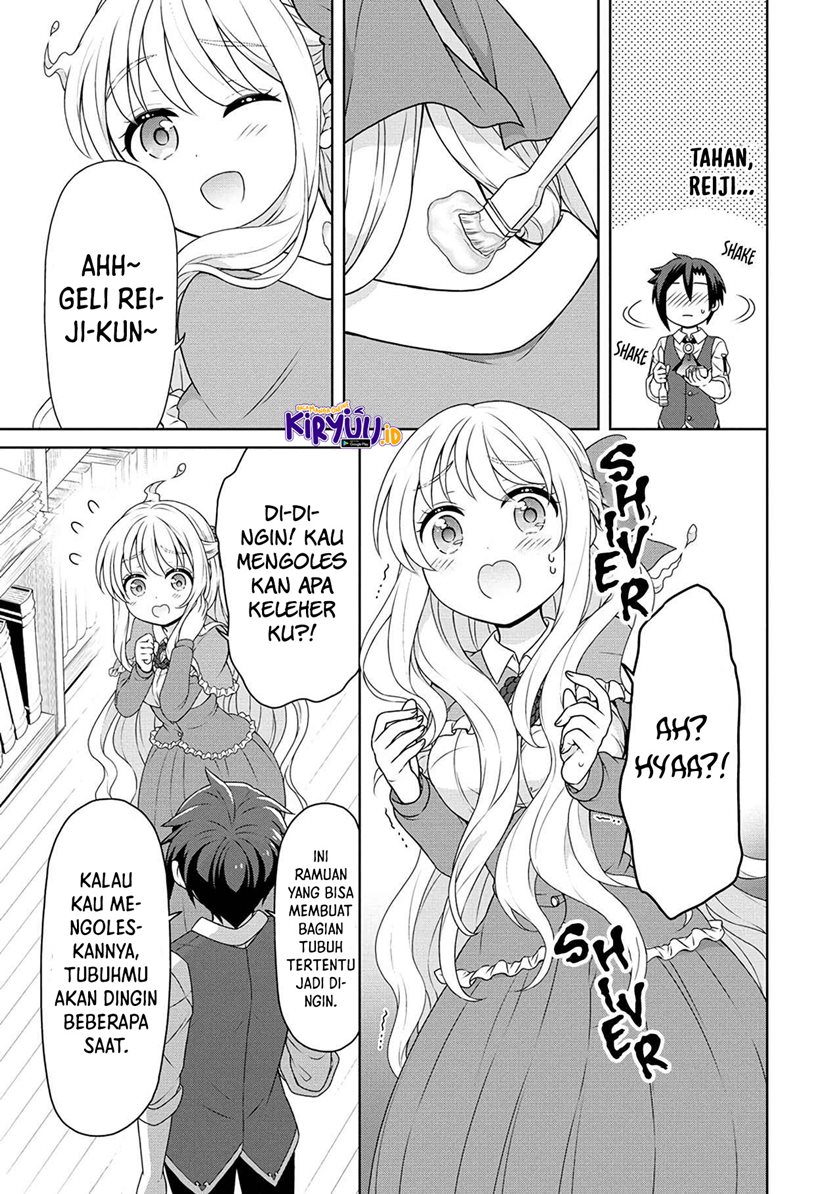 TAHAN,
REIJI...
SHAKE
SHAKE
AHH~
GELI REI-
JI-KUN~
KIRYUU.ID
SHIVER
AH?
HYAA?!
SHIVER
DI-DI-
NGIN! KAU
MENGOLES
KAN APA
KELEHER
KU?!
INI
RAMUAN
YANG BISA
MEMBUAT
BAGIAN
TUBUH
TERTENTU
JADI DI-
NGIN.
KALAU
KAU ME-
NGOLES-
KANNYA,
TUBUHMU
AKAN DINGIN
BEBERAPA
SAAT.